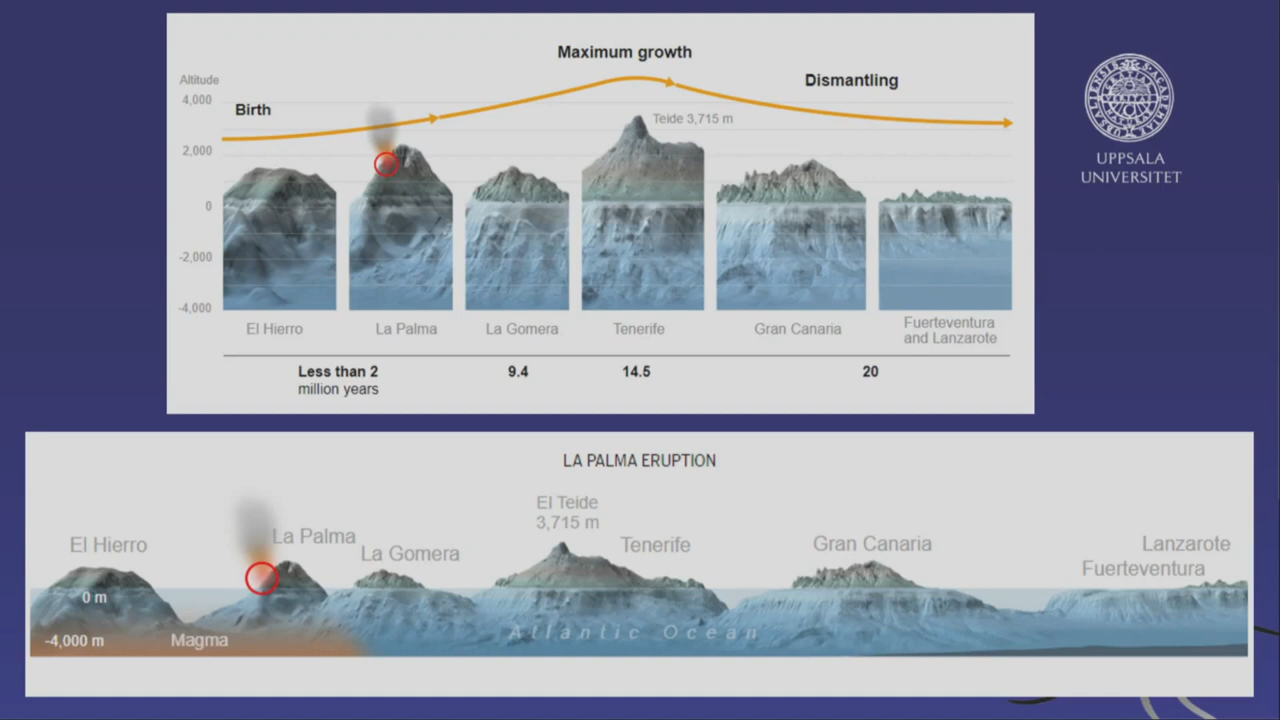 Maximum growth
Altitude
Dismantling
4,000
Birth
Teide 3,715 m
2,000
0
-2,000
-4,000
El Hierro
La Palma
La Gomera
Tenerife
Gran Canaria
Fuerteventura
and Lanzarote
Less than 2
million years
9.4
14.5
20
UPPSALA
UNIVERSITET
LA PALMA ERUPTION
El Teide
3,715 m
El Hierro
La Palma
La Gomera
Tenerife
Gran Canaria
Lanzarote
Fuerteventura
0 m
-4,000 m
Magma
Atlantic Ocean